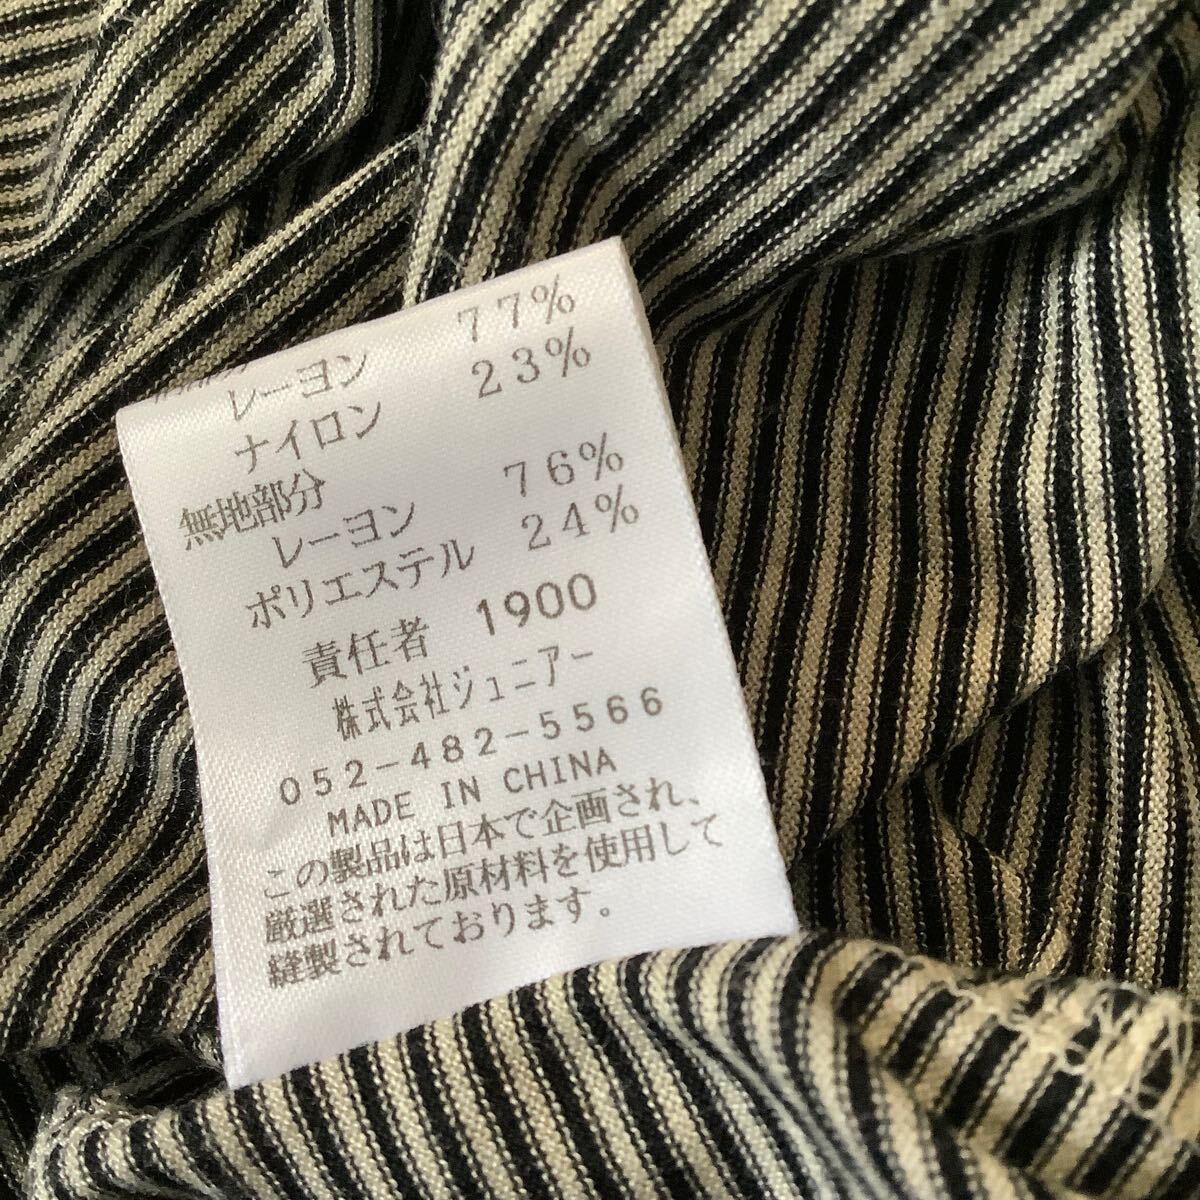 レーヨン 77%
ナイロン 23%
無地部分
レーヨン 76%
ポリエステル 24%
責任者 1900
株式会社ジュニアー
052-482-5566
MADE IN CHINA
この製品は日本で企画され、
厳選された原材料を使用して
縫製されております。